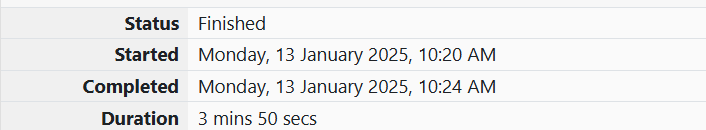 Status Finished
Started Monday, 13 January 2025, 10:20 AM
Completed Monday, 13 January 2025, 10:24 AM
Duration 3 mins 50 secs